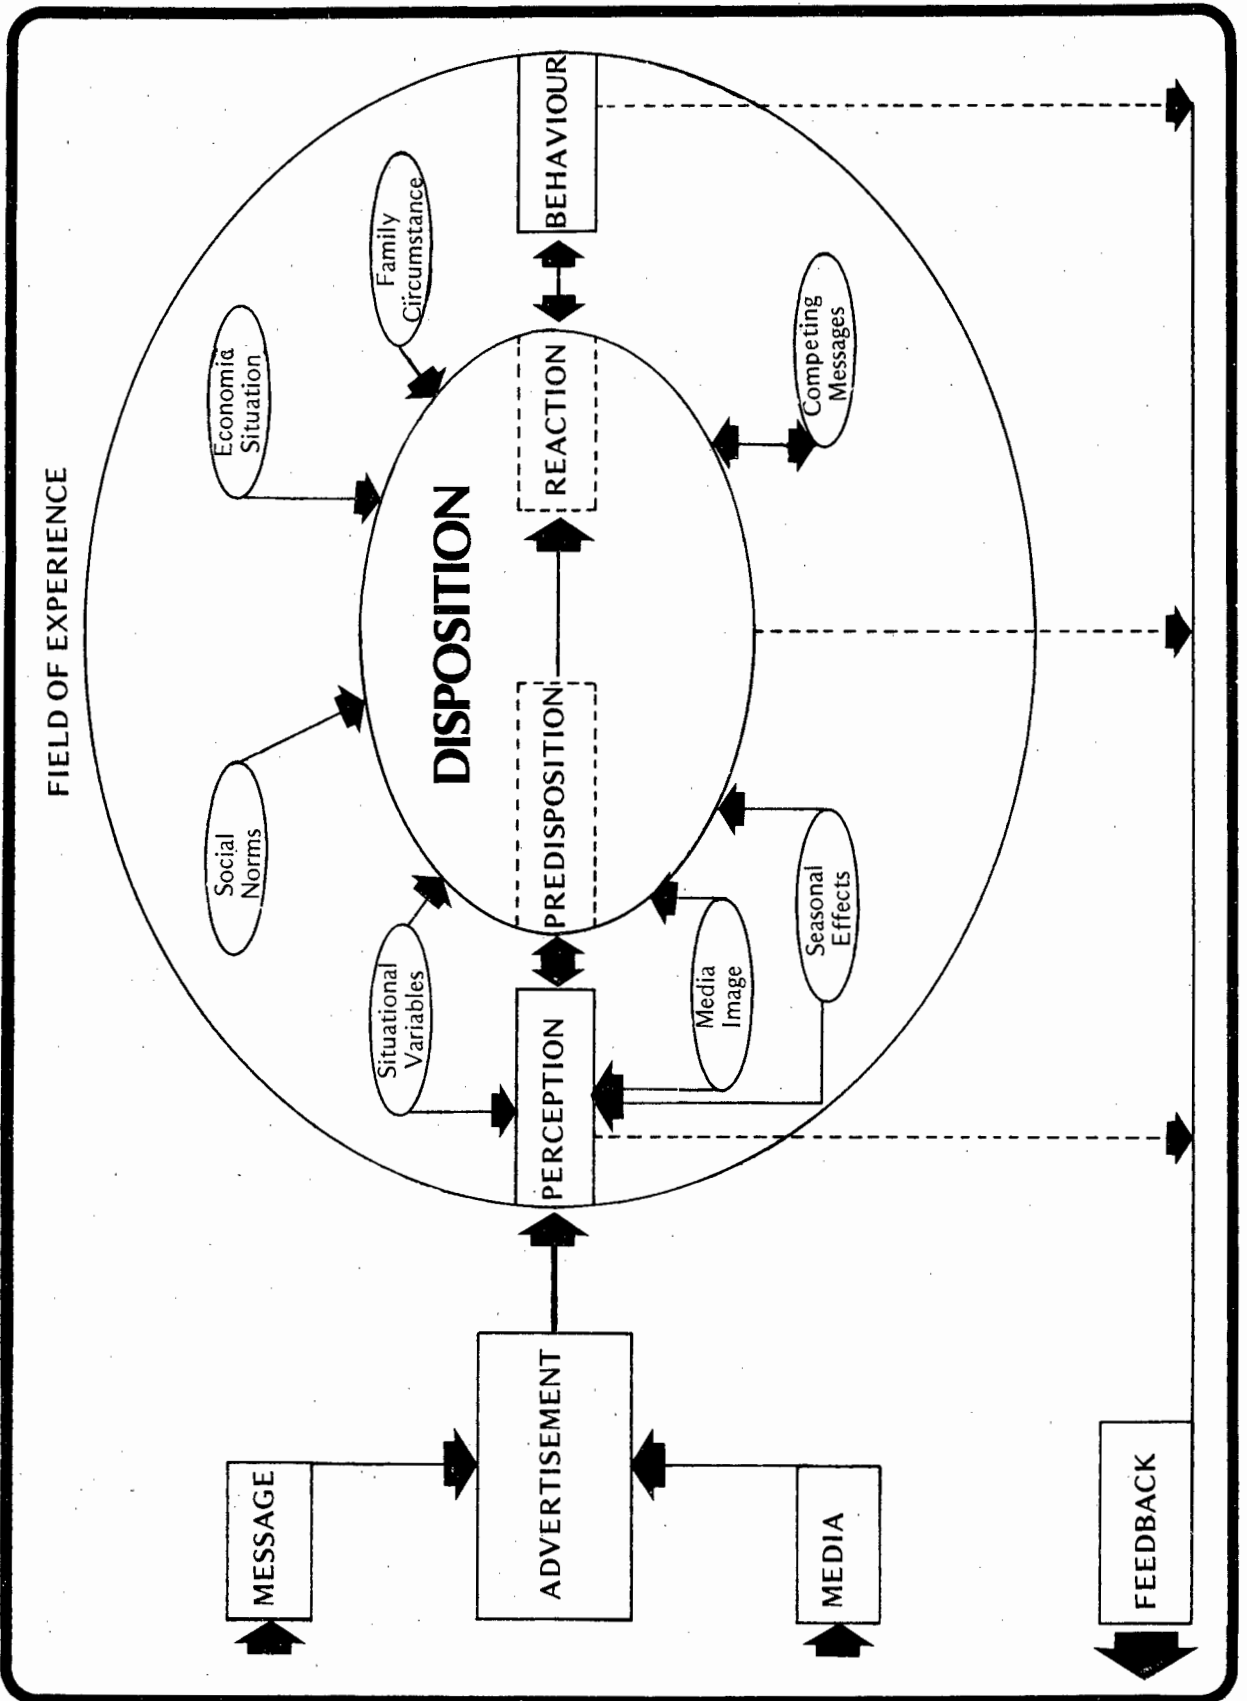 FIELD OF EXPERIENCE
MESSAGE
ADVERTISEMENT
MEDIA
FEEDBACK
Social
Norms
Economic
Situation
Situational
Variables
Family
Circumstance
DISPOSITION
PERCEPTION
PREDISPOSITION
REACTION
BEHAVIOUR
Media
Image
Seasonal
Effects
Competing
Messages